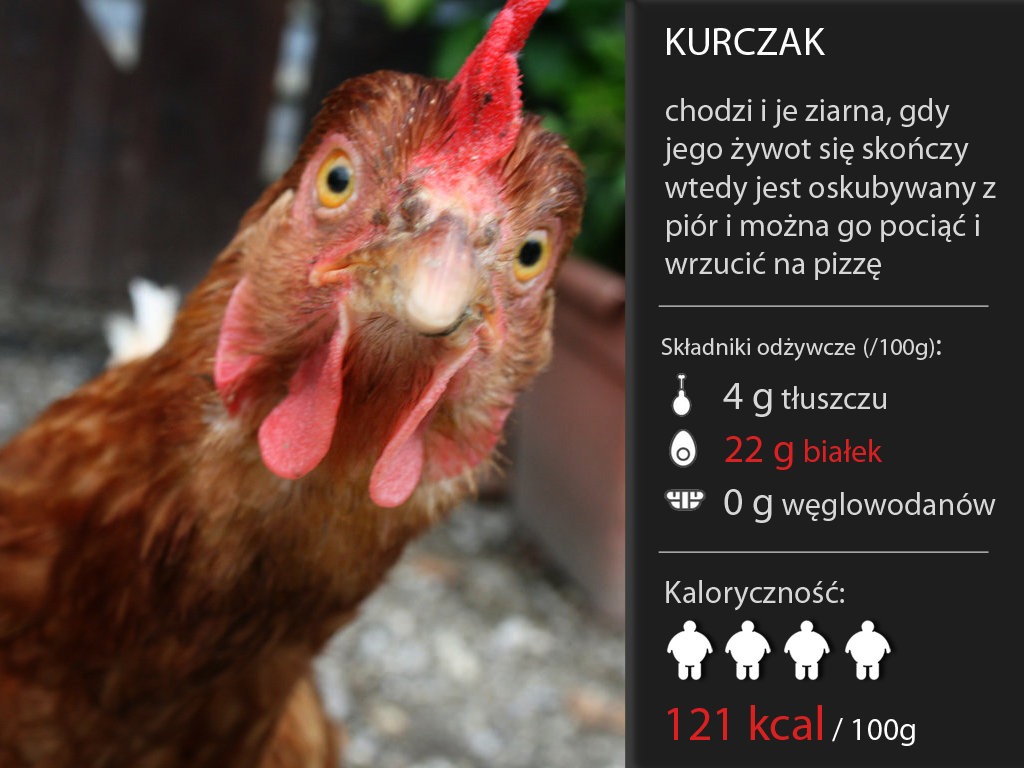 KURCZAK
chodzi i je ziarna, gdy
jego żywot się skończy
wtedy jest oskubywany z
piór i można go pociąć i
wrzucić na pizzę
Składniki odżywcze (/100g):
4 g tłuszczu
22 g białek
0 g węglowodanów
Kaloryczność:
121 kcal / 100g